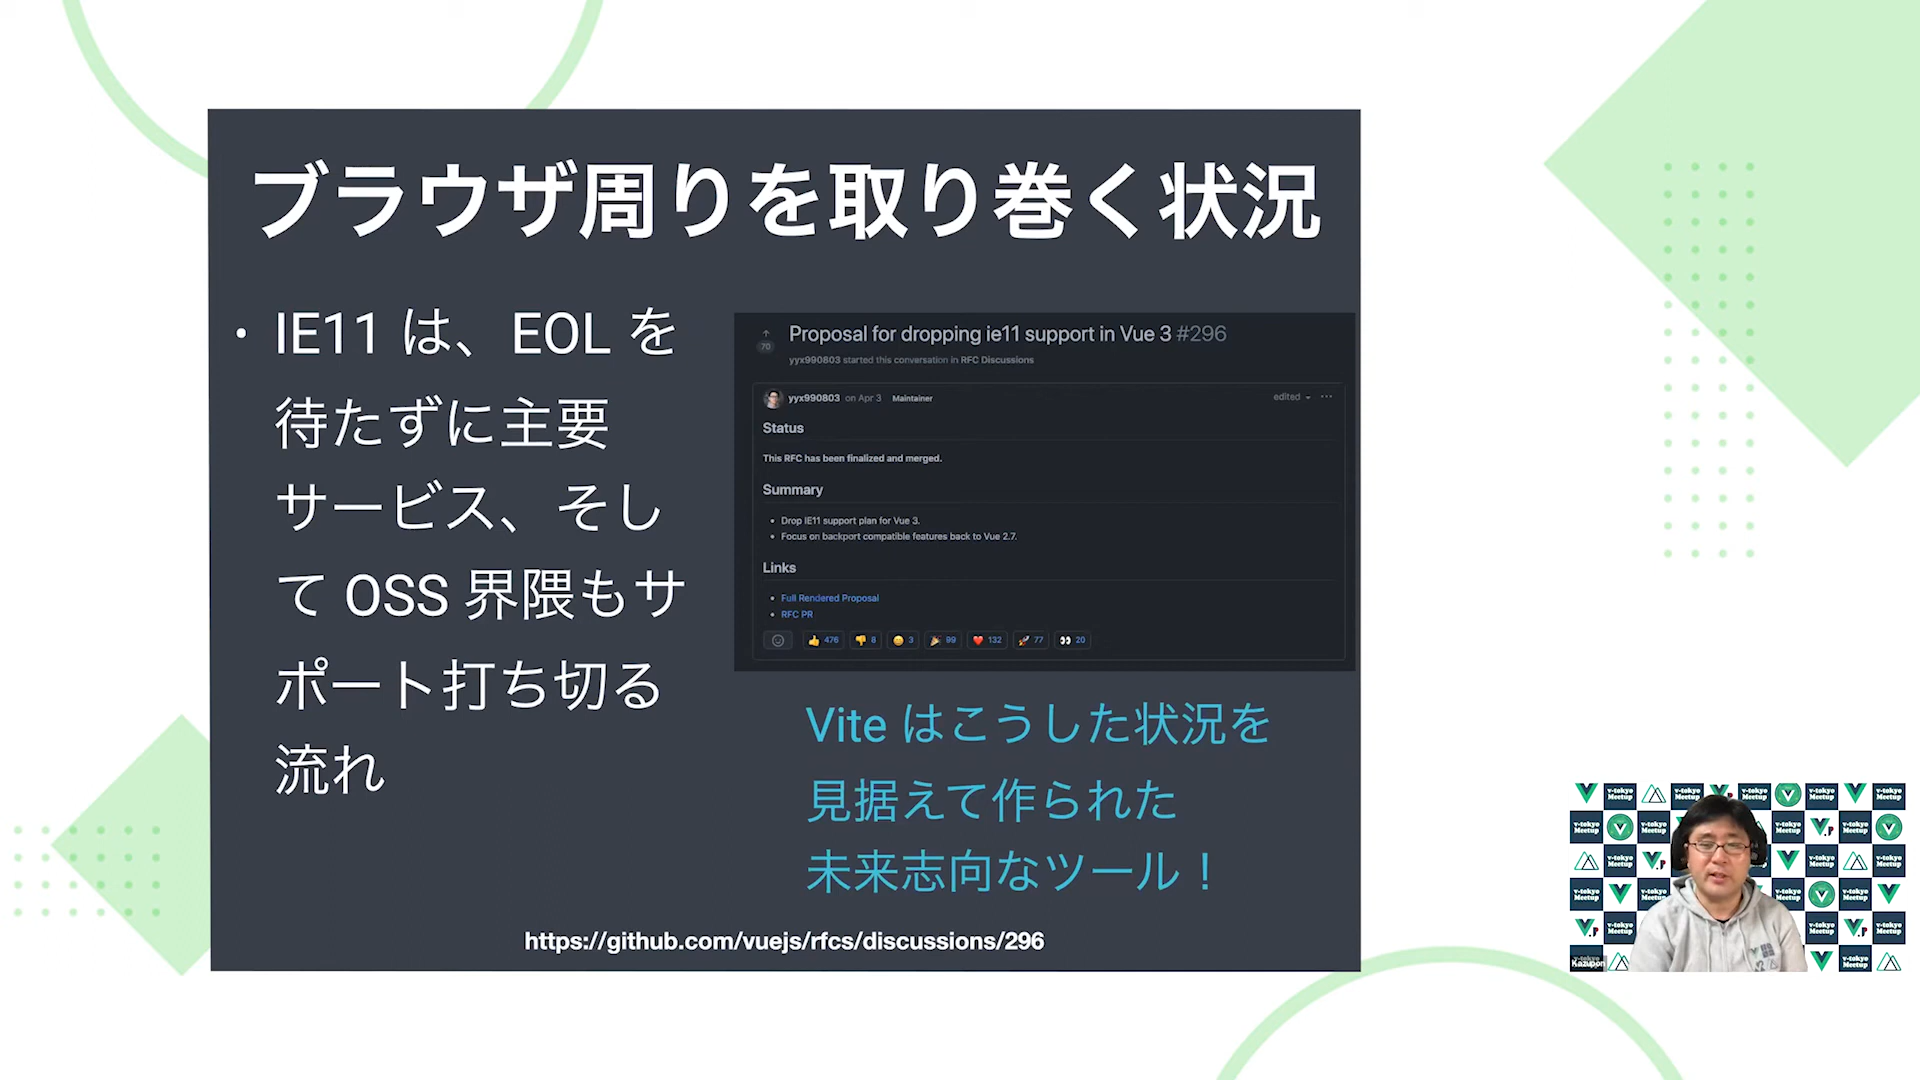 ブラウザ周りを取り巻く状況
・IE11 は、EOL を
待たずに主要
サービス、そし
て OSS 界隈もサ
ポート打ち切る
流れ
Proposal for dropping ie11 support in Vue 3 #296
70
yyx990803 started this conversation in RFC Discussions
yyx990803 on Apr 3 Maintainer
edited
Status
This RFC has been finalized and merged.
Summary
• Drop IE11 support plan for Vue 3.
• Focus on backport compatible features back to Vue 2.7.
Links
• Full Rendered Proposal
• RFC PR
476 8 3 99 132 77 20
Vite はこうした状況を
見据えて作られた
未来志向なツール！
https://github.com/vuejs/rfcs/discussions/296
v-tokyo Meetup
Kazupon